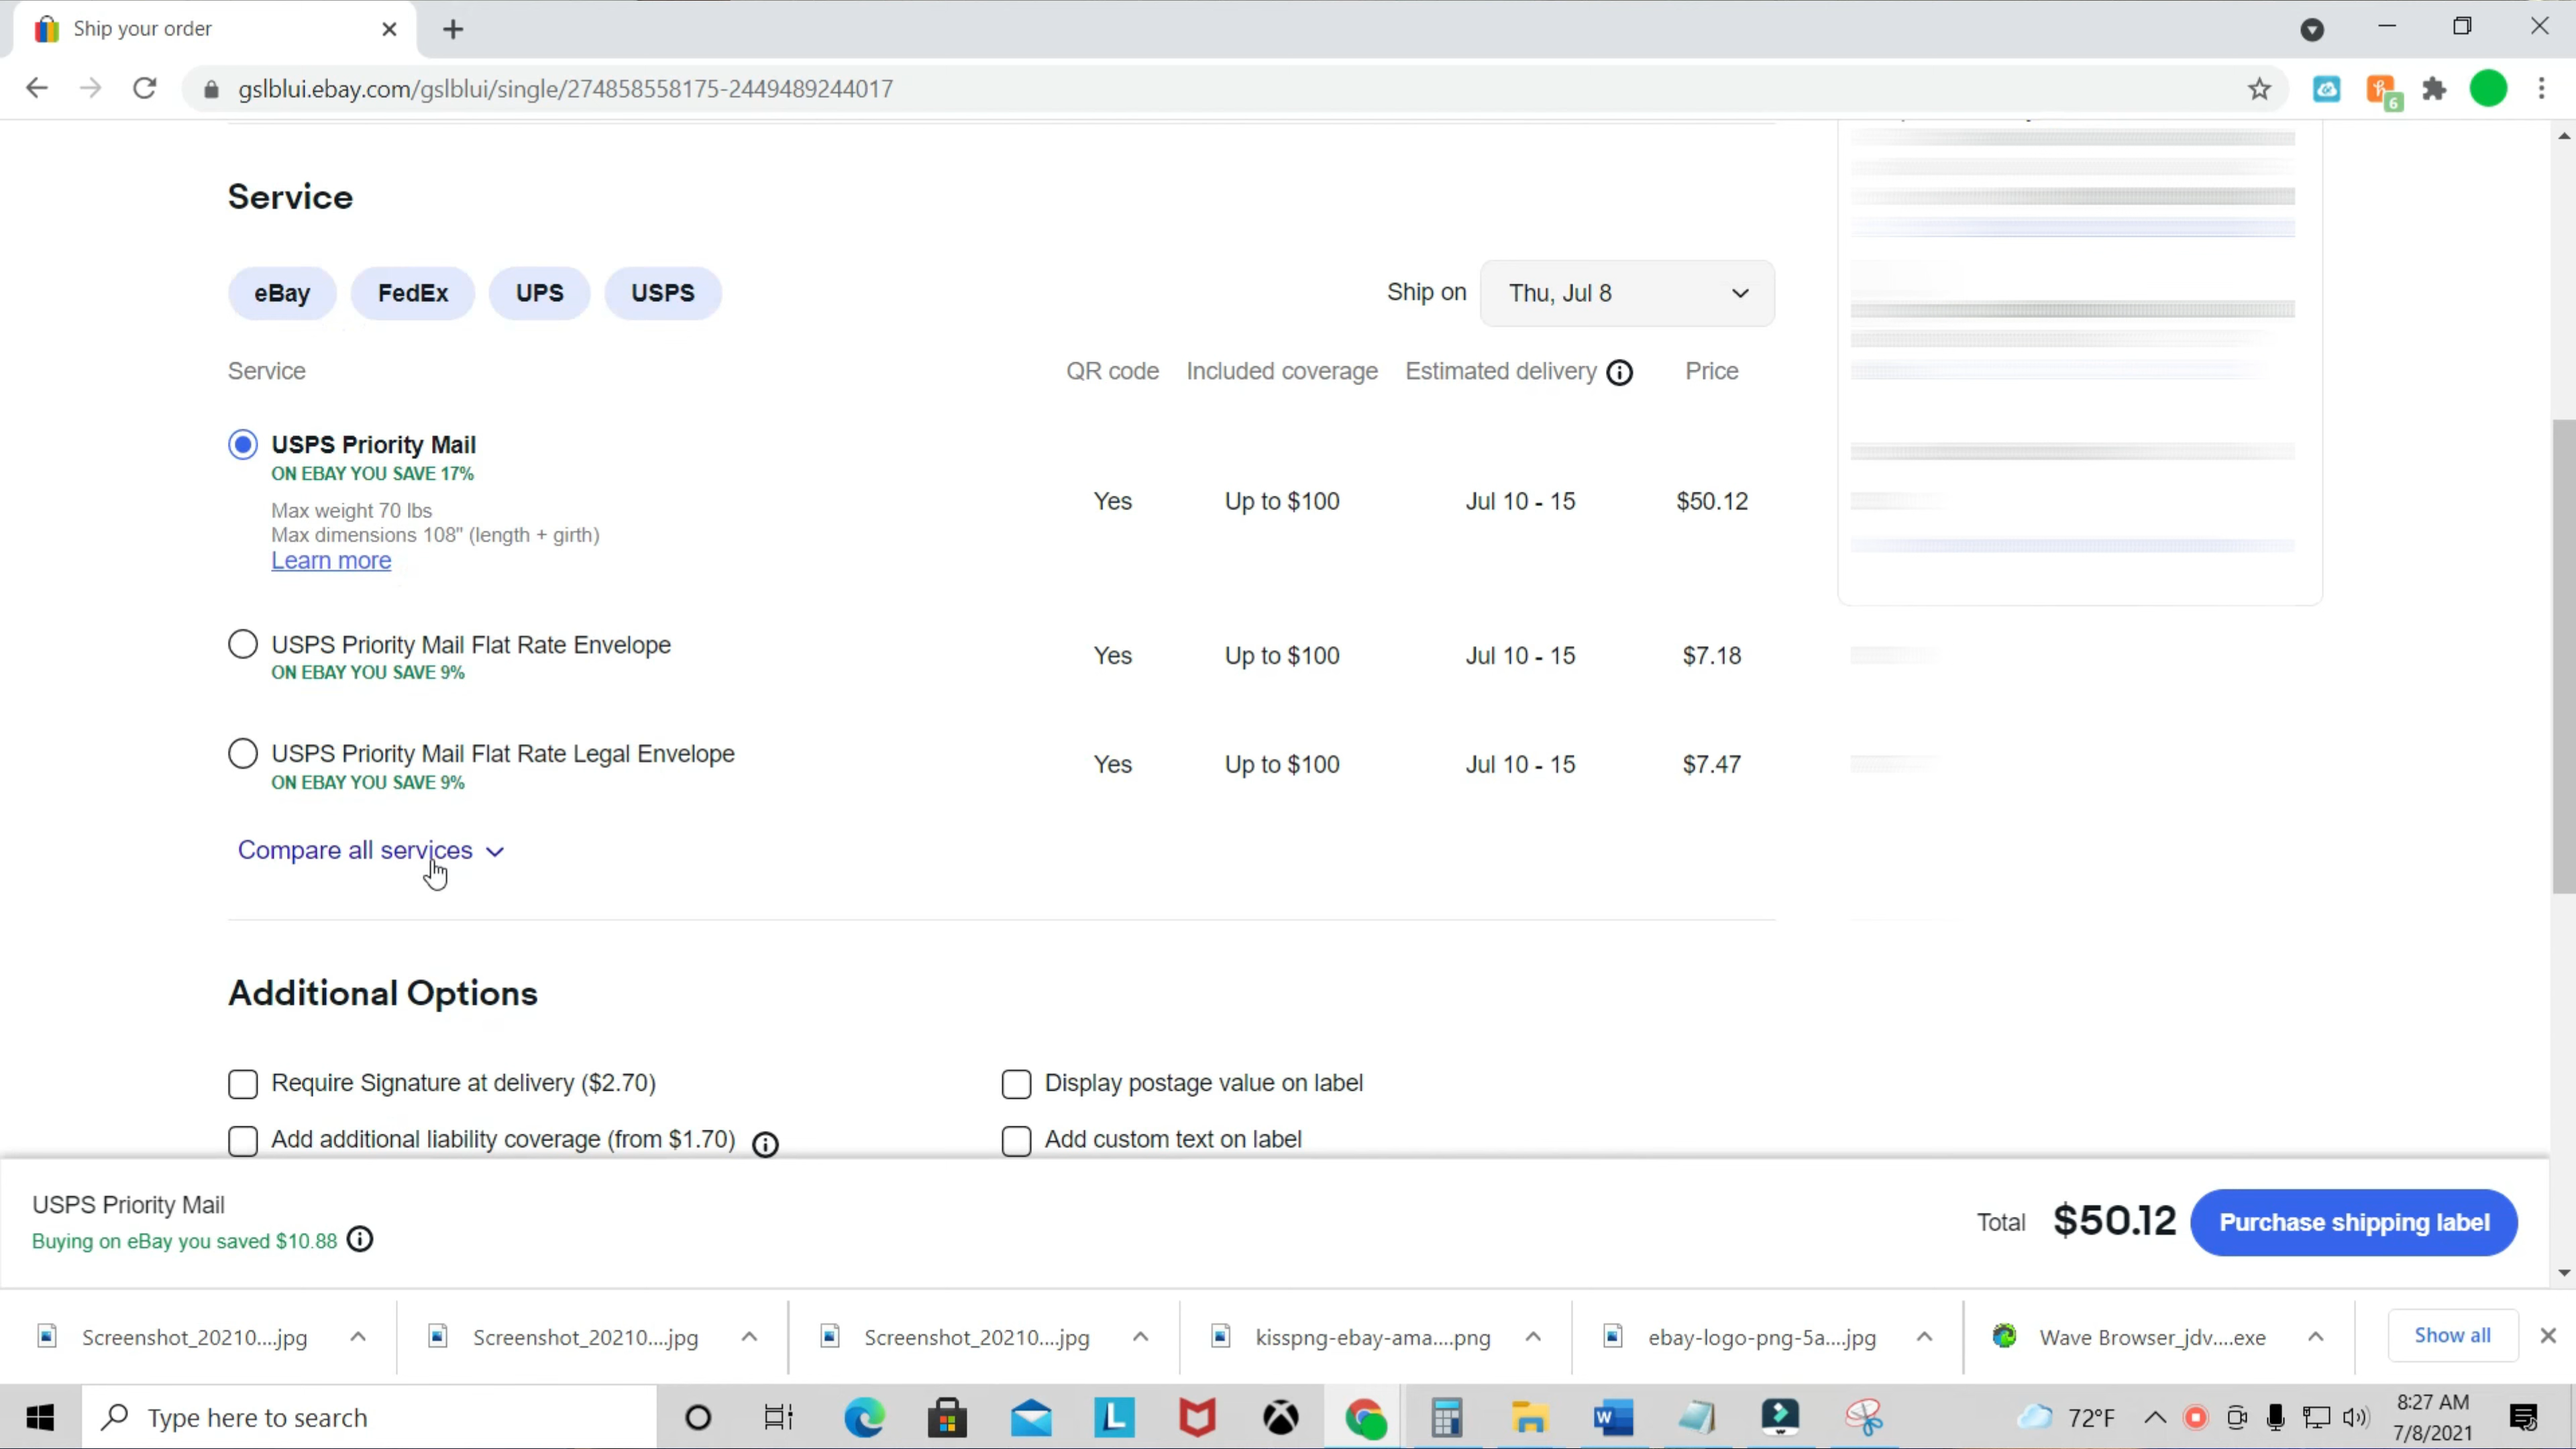 Ship your order
gslblui.ebay.com/gslblui/single/274858558175-2449489244017
6
Service
eBay FedEx UPS USPS Ship on Thu, Jul 8
Service QR code Included coverage Estimated delivery Price
USPS Priority Mail
ON EBAY YOU SAVE 17%
Max weight 70 lbs
Max dimensions 108" (length + girth)
Learn more
Yes Up to $100 Jul 10 - 15 $50.12
USPS Priority Mail Flat Rate Envelope
ON EBAY YOU SAVE 9%
Yes Up to $100 Jul 10 - 15 $7.18
USPS Priority Mail Flat Rate Legal Envelope
ON EBAY YOU SAVE 9%
Yes Up to $100 Jul 10 - 15 $7.47
Compare all services
Additional Options
Require Signature at delivery ($2.70) Display postage value on label
Add additional liability coverage (from $1.70) Add custom text on label
USPS Priority Mail
Buying on eBay you saved $10.88
Total $50.12 Purchase shipping label
Screenshot_20210....jpg Screenshot_20210....jpg Screenshot_20210....jpg kisspng-ebay-ama....png ebay-logo-png-5a....jpg Wave Browser_jdv....exe Show all
Type here to search
72°F
8:27 AM
7/8/2021